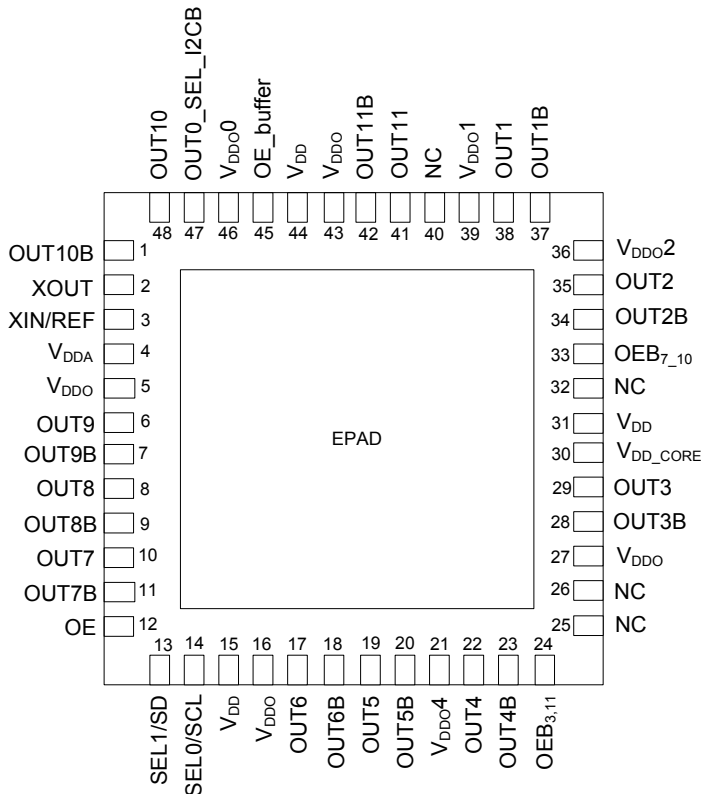 OUT10
OUT0_SEL_I2CB
VDDO0
OE_buffer
VDD
VDDO
OUT11B
OUT11
NC
VDDO1
OUT1
OUT1B
48
47
46
45
44
43
42
41
40
39
38
37
OUT10B 1
XOUT 2
XIN/REF 3
VDDA 4
VDDO 5
OUT9 6
OUT9B 7
OUT8 8
OUT8B 9
OUT7 10
OUT7B 11
OE 12
EPAD
36 VDDO2
35 OUT2
34 OUT2B
33 OEB7_10
32 NC
31 VDD
30 VDD_CORE
29 OUT3
28 OUT3B
27 VDDO
26 NC
25 NC
13
14
15
16
17
18
19
20
21
22
23
24
SEL1/SD
SEL0/SCL
VDD
VDDO
OUT6
OUT6B
OUT5
OUT5B
VDDO4
OUT4
OUT4B
OEB3,11